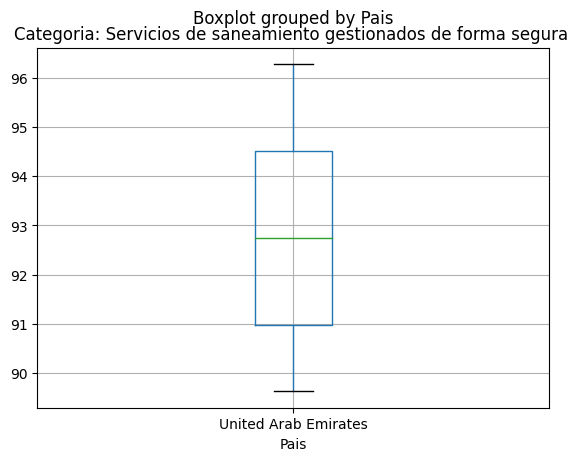 Boxplot grouped by Pais
Categoria: Servicios de saneamiento gestionados de forma segura
96
95
94
93
92
91
90
United Arab Emirates
Pais